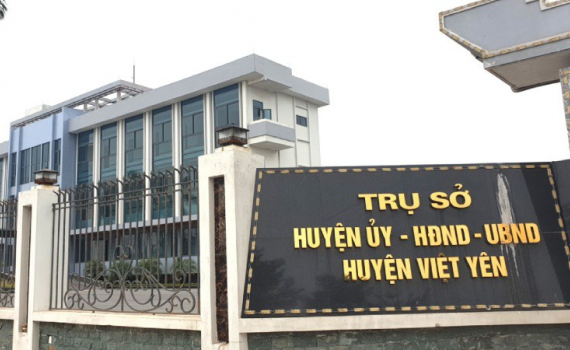 TRỤ SỞ
HUYỆN ỦY - HĐND - UBND
HUYỆN VIỆT YÊN